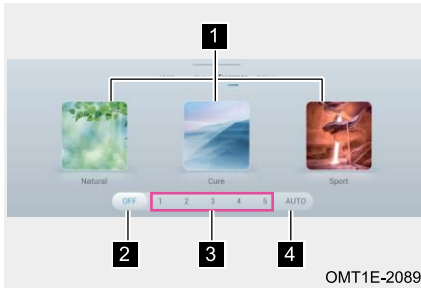 1
Natural Cure Sport
OFF 1 2 3 4 5 AUTO
2 3 4
OMT1E-2089